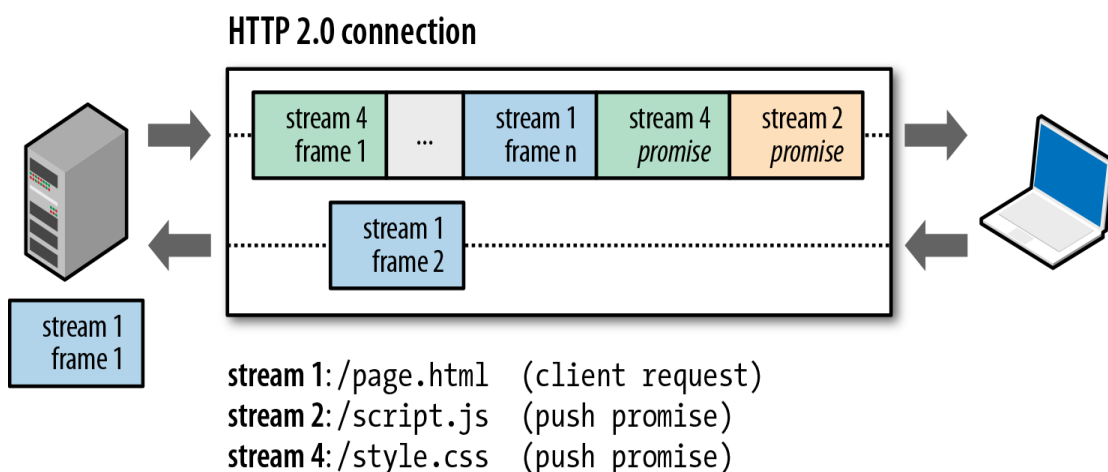 HTTP 2.0 connection
stream 4
frame 1
...
stream 1
frame n
stream 4
promise
stream 2
promise
stream 1
frame 2
stream 1
frame 1
stream 1: /page.html (client request)
stream 2: /script.js (push promise)
stream 4: /style.css (push promise)